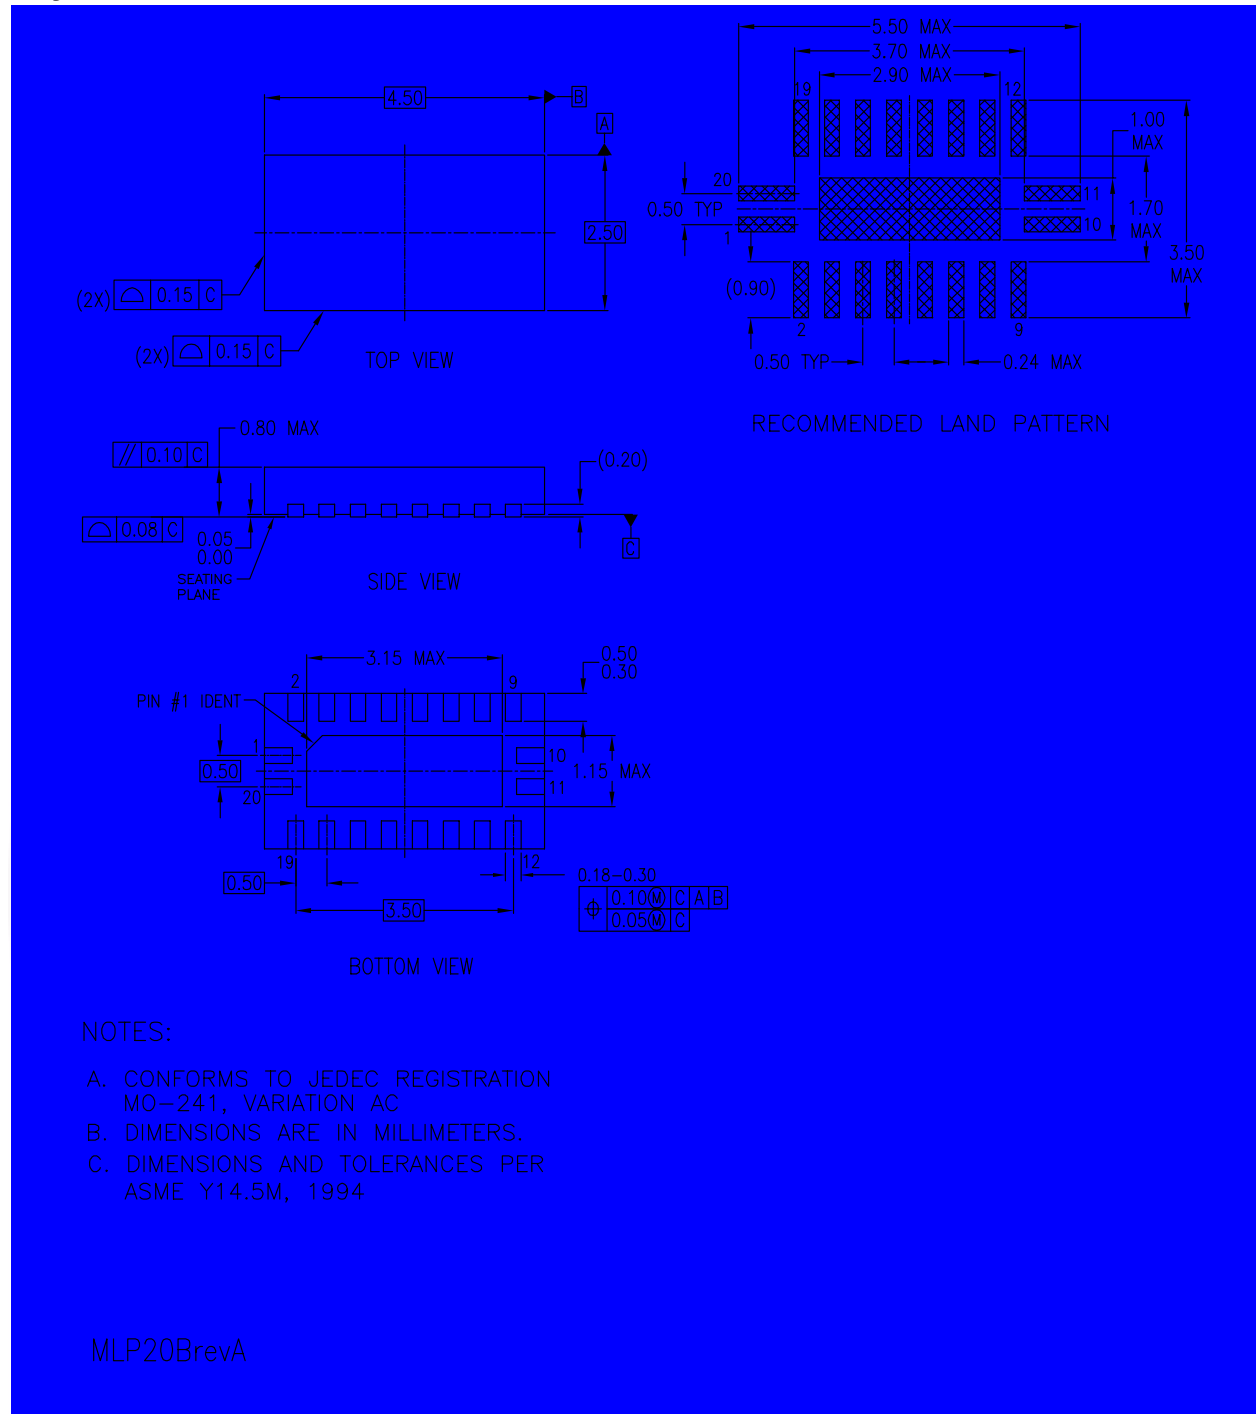 5.50 MAX
3.70 MAX
2.90 MAX
19
12
4.50
B
A
1.00
MAX
20
11
0.50 TYP
1.70
MAX
2.50
1
10
3.50
MAX
(2X)
0.15
C
(0.90)
2
9
(2X)
0.15
C
TOP VIEW
0.50 TYP
0.24 MAX
RECOMMENDED LAND PATTERN
0.80 MAX
// 0.10 C
(0.20)
0.08 C
0.05
0.00
C
SEATING
PLANE
SIDE VIEW
3.15 MAX
0.50
0.30
2
9
PIN #1 IDENT
1
10
0.50
1.15 MAX
20
11
19
12
0.50
0.18-0.30
0.10 M C A B
3.50
0.05 M C
BOTTOM VIEW
NOTES:
A. CONFORMS TO JEDEC REGISTRATION
MO-241, VARIATION AC
B. DIMENSIONS ARE IN MILLIMETERS.
C. DIMENSIONS AND TOLERANCES PER
ASME Y14.5M, 1994
MLP20BrevA